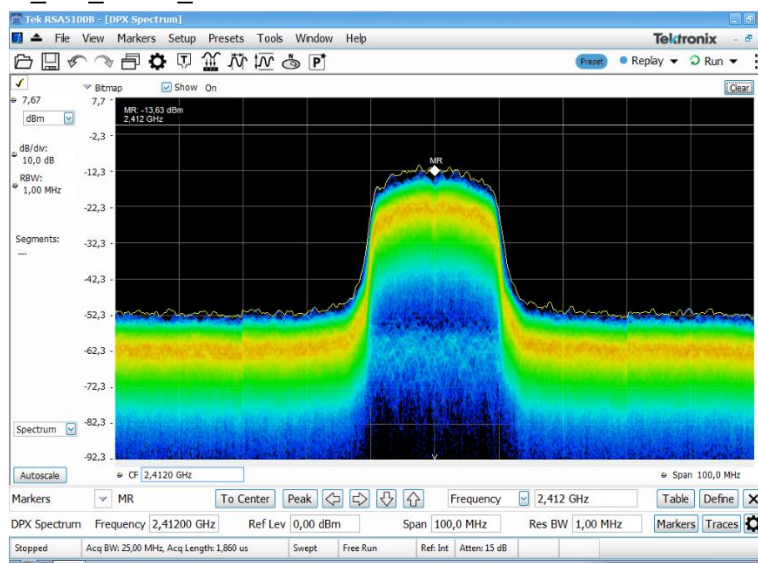 Tek RSA5100B - [DPX Spectrum]
File View Markers Setup Presets Tools Window Help
Tektronix
Preset Replay Run
Bitmap Show On Clear
7,67
dBm
dB/div:
10,0 dB
RBW:
1,00 MHz
Segments:
---
Spectrum
Autoscale
7,7
-2,3
-12,3
-22,3
-32,3
-42,3
-52,3
-62,3
-72,3
-82,3
-92,3
MR: -13,63 dBm
2,412 GHz
MR
CF 2,4120 GHz Span 100,0 MHz
Markers MR To Center Peak Frequency 2,412 GHz Table Define X
DPX Spectrum Frequency 2,41200 GHz Ref Lev 0,00 dBm Span 100,0 MHz Res BW 1,00 MHz Markers Traces
Stopped Acq BW: 25,00 MHz, Acq Length: 1,860 us Swept Free Run Ref: Int Atten: 15 dB